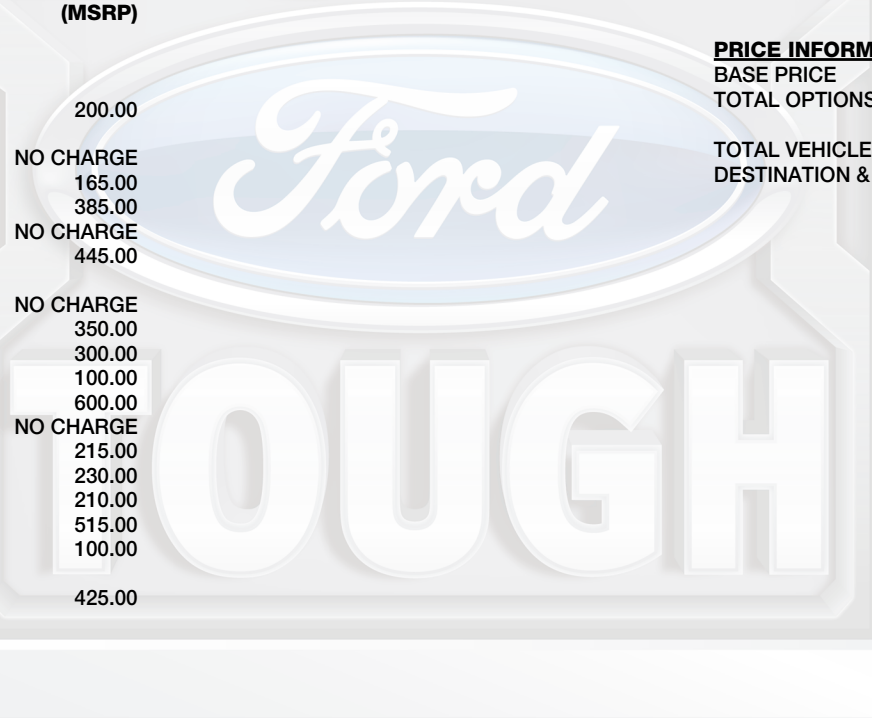 (MSRP)
PRICE INFORM
BASE PRICE
TOTAL OPTIONS
200.00
NO CHARGE
165.00
385.00
NO CHARGE
445.00
TOTAL VEHICLE
DESTINATION &
NO CHARGE
350.00
300.00
100.00
600.00
NO CHARGE
215.00
230.00
210.00
515.00
100.00
425.00
Ford
TOUGH